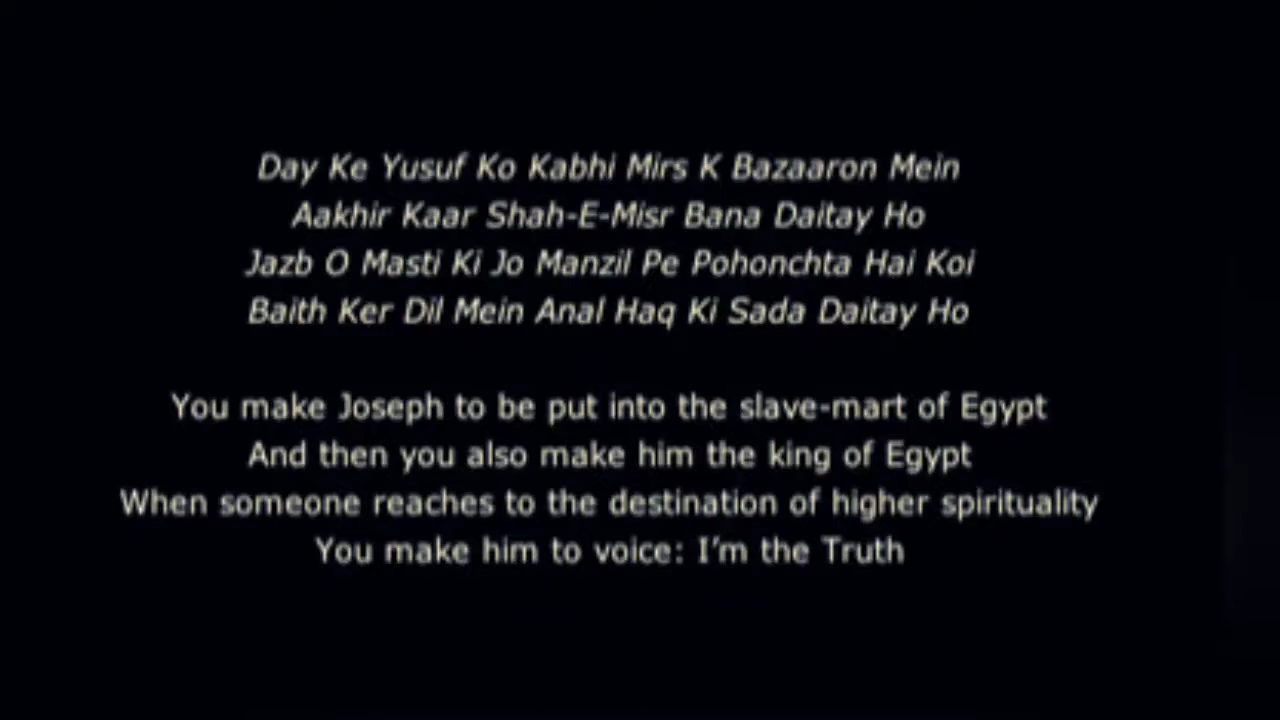 Day Ke Yusuf Ko Kabhi Mirs K Bazaaron Mein
Aakhir Kaar Shah-E-Misr Bana Daitay Ho
Jazb O Masti Ki Jo Manzil Pe Pohonchta Hai Koi
Baith Ker Dil Mein Anal Haq Ki Sada Daitay Ho
You make Joseph to be put into the slave-mart of Egypt
And then you also make him the king of Egypt
When someone reaches to the destination of higher spirituality
You make him to voice: I'm the Truth